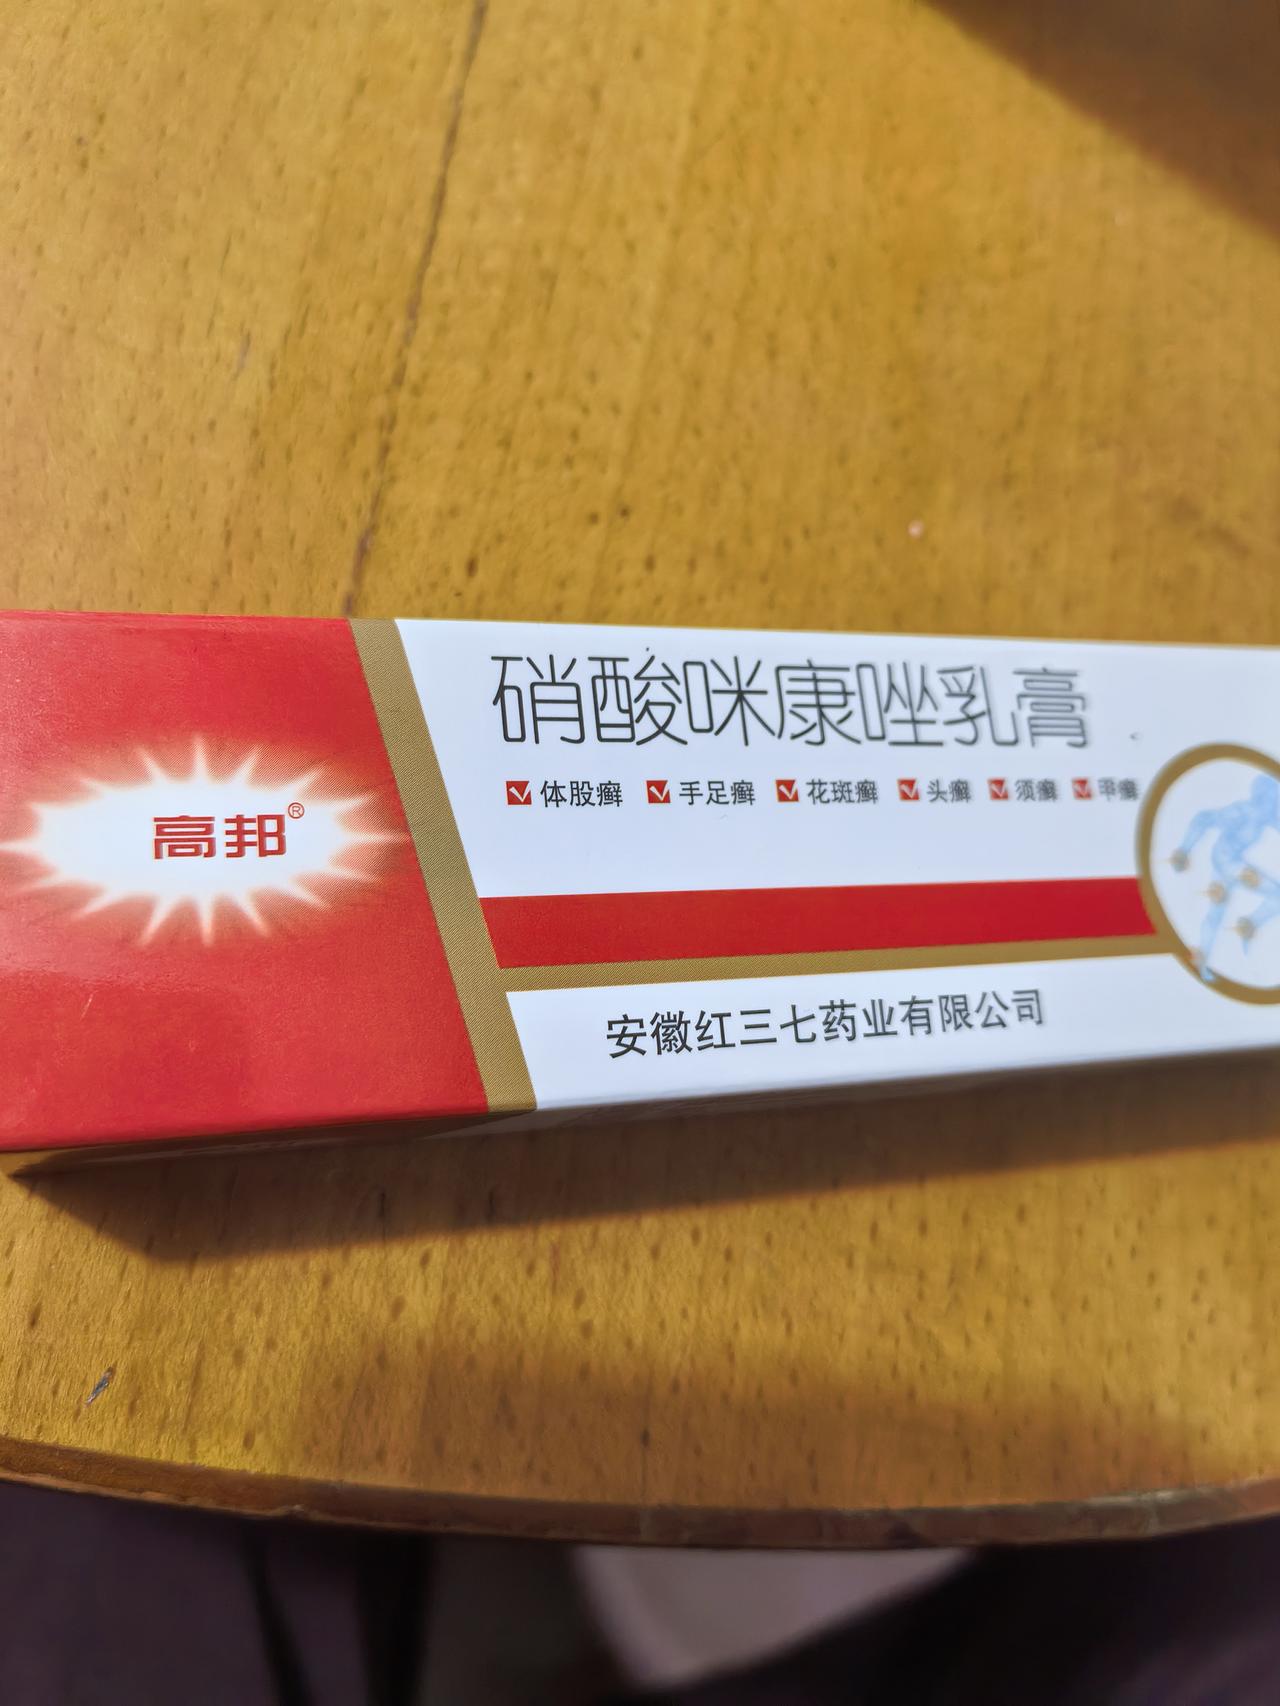 高邦®
硝酸咪康唑乳膏
体股癣 手足癣 花斑癣 头癣 须癣 甲癣
安徽红三七药业有限公司